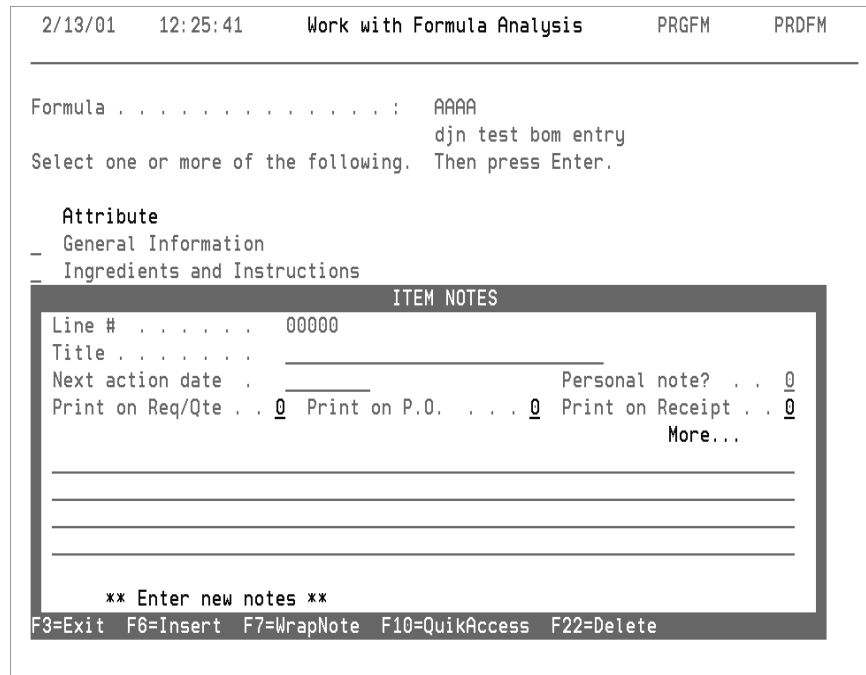 2/13/01 12:25:41 Work with Formula Analysis PRGFM PRDFM
Formula . . . . . . . . . . . . . : AAAA
djn test bom entry
Select one or more of the following. Then press Enter.
Attribute
_ General Information
_ Ingredients and Instructions
ITEM NOTES
Line # . . . . . . 00000
Title . . . . . . .
Next action date . Personal note? . . 0
Print on Req/Qte . . 0 Print on P.O. . . . . 0 Print on Receipt . . 0
More...
** Enter new notes **
F3=Exit F6=Insert F7=WrapNote F10=QuikAccess F22=Delete